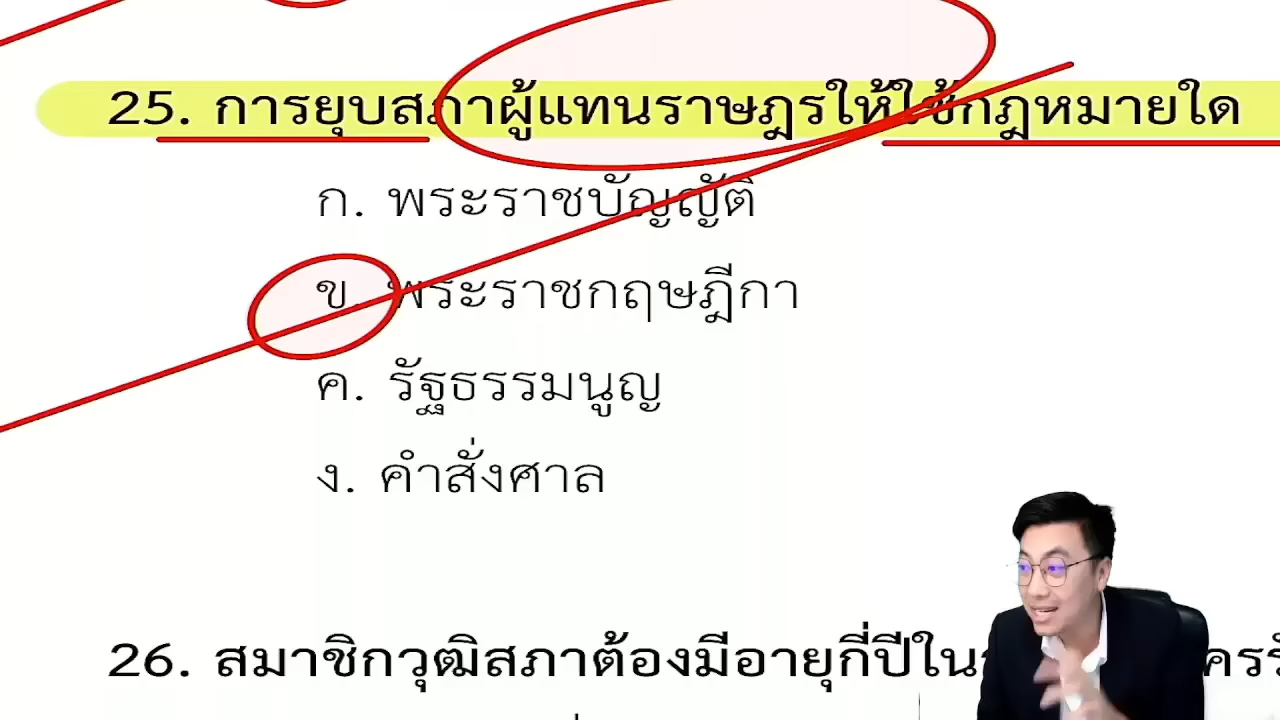 25. การยุบสภาผู้แทนราษฎรให้ใช้กฎหมายใด
ก. พระราชบัญญัติ
ข. พระราชกฤษฎีกา
ค. รัฐธรรมนูญ
ง. คำสั่งศาล
26. สมาชิกวุฒิสภาต้องมีอายุกี่ปีใน